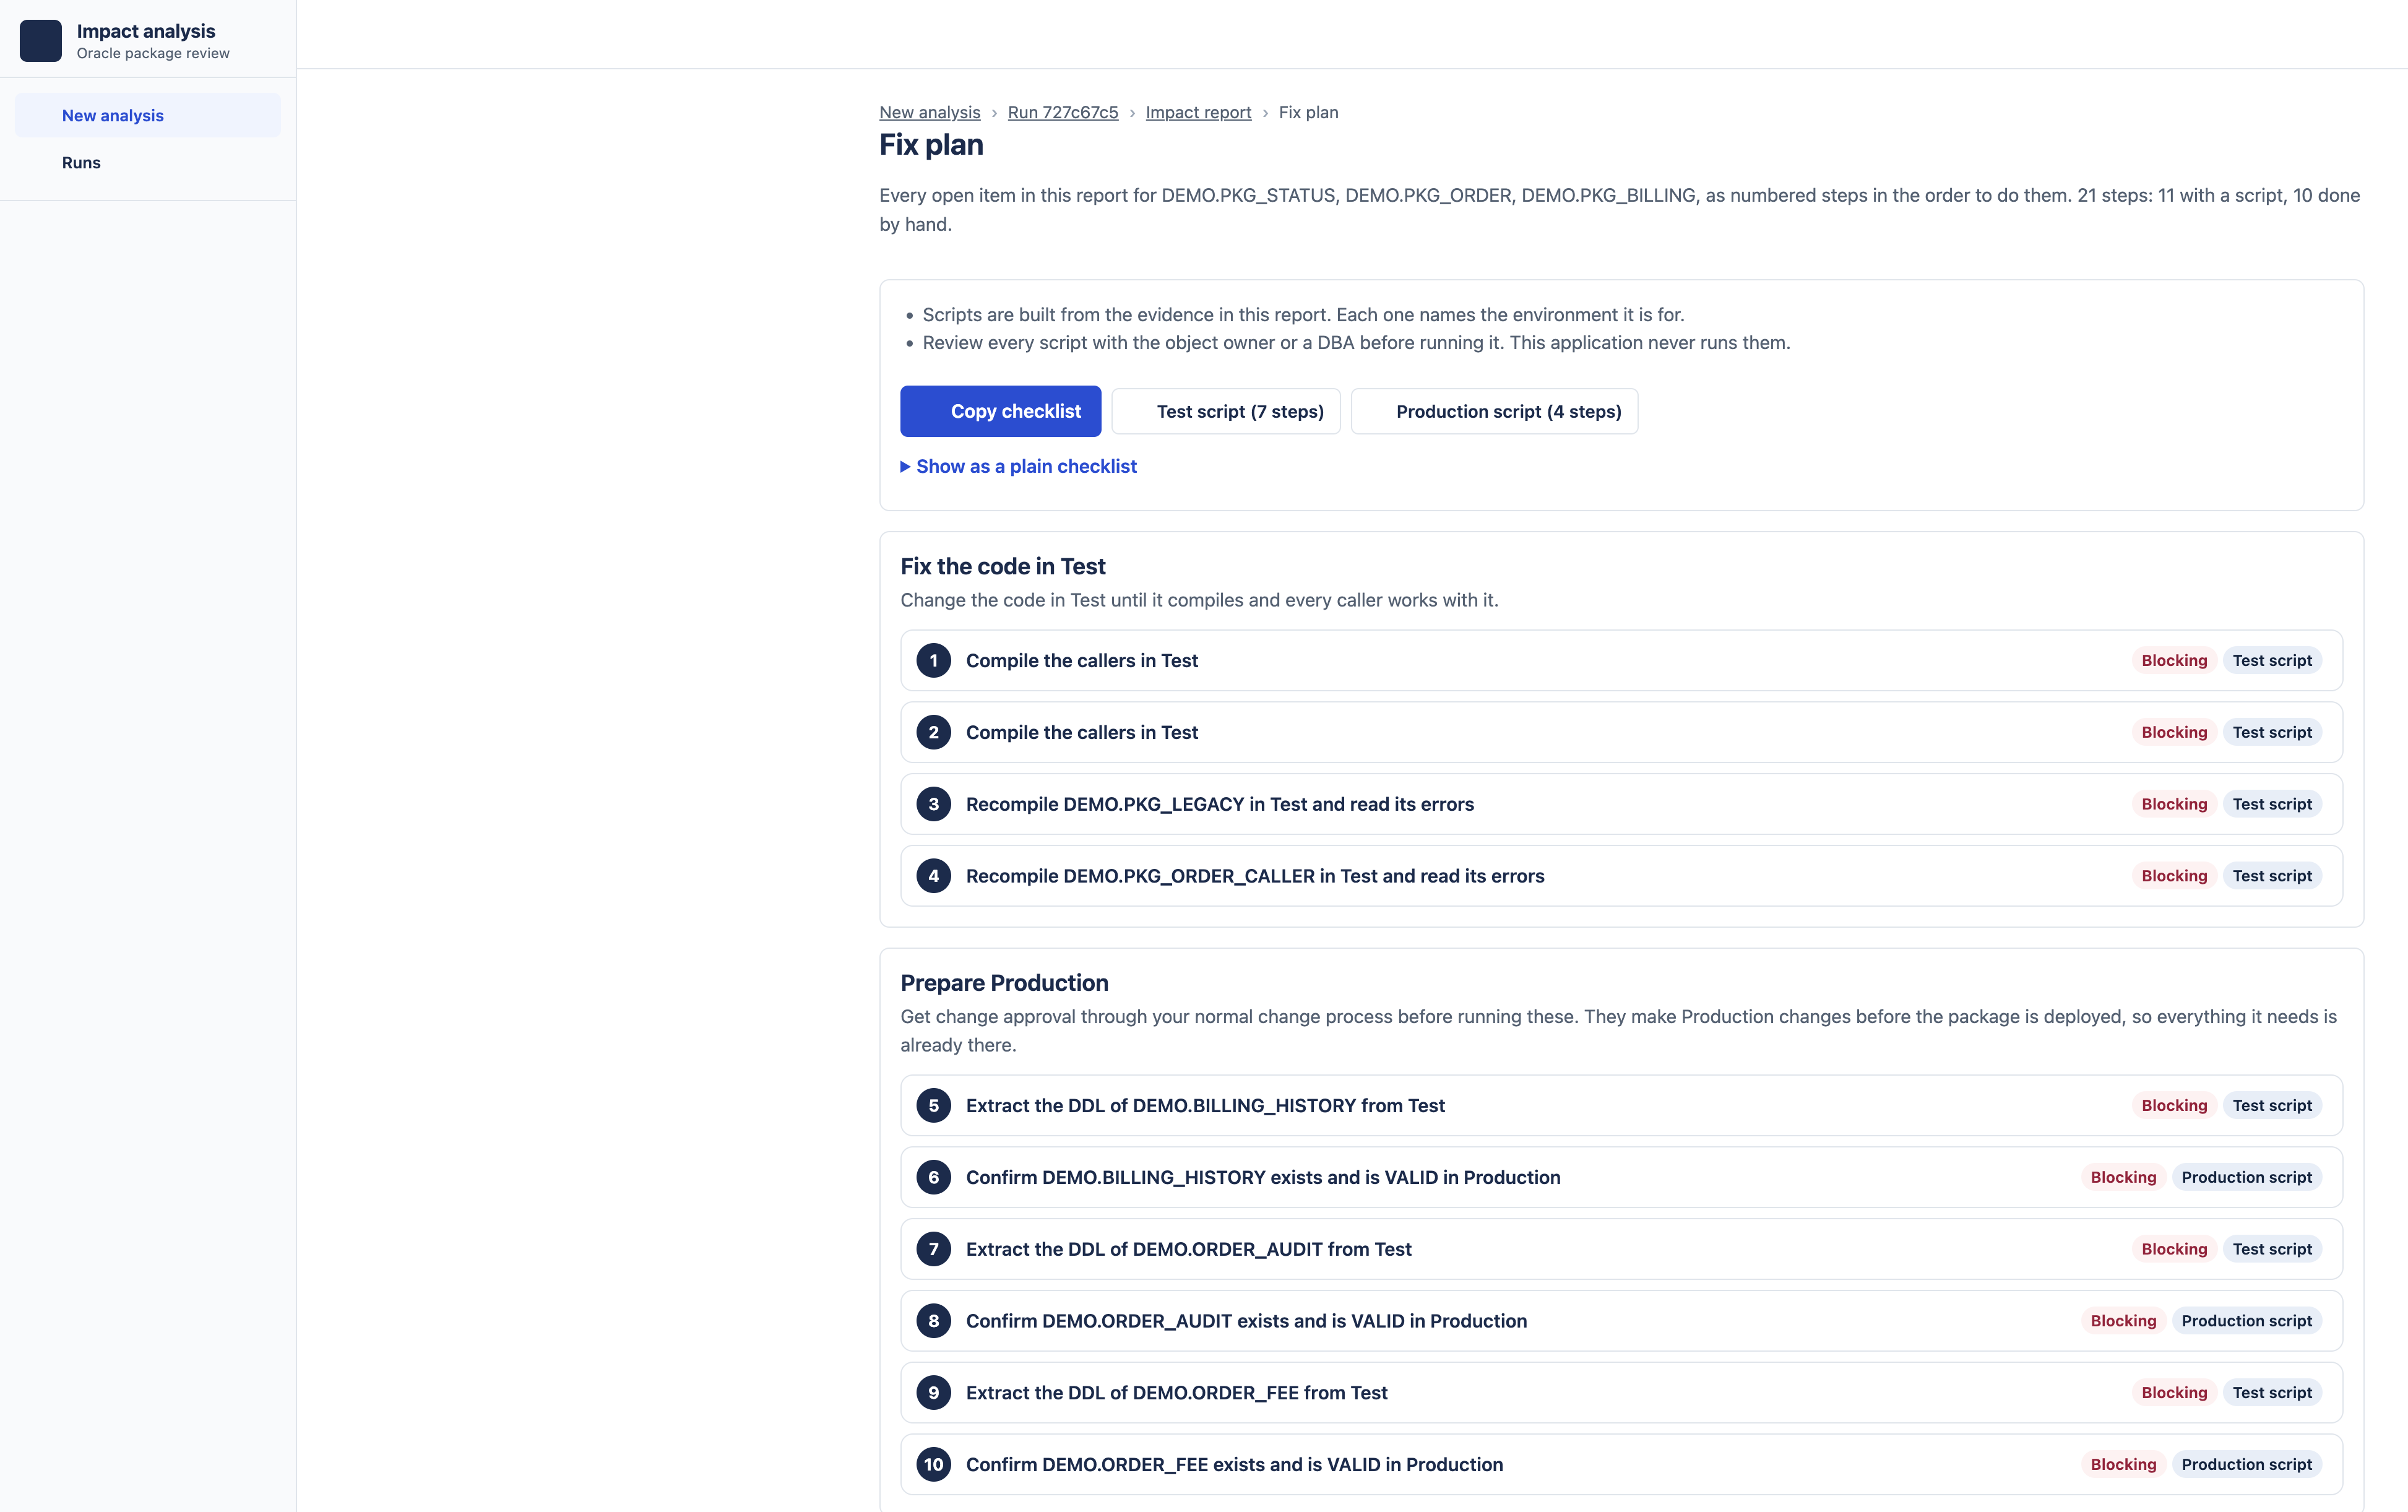 Impact analysis
Oracle package review
New analysis
Runs
New analysis › Run 727c67c5 › Impact report › Fix plan
Fix plan
Every open item in this report for DEMO.PKG_STATUS, DEMO.PKG_ORDER, DEMO.PKG_BILLING, as numbered steps in the order to do them. 21 steps: 11 with a script, 10 done
by hand.
• Scripts are built from the evidence in this report. Each one names the environment it is for.
• Review every script with the object owner or a DBA before running it. This application never runs them.
Copy checklist
Test script (7 steps)
Production script (4 steps)
Show as a plain checklist
Fix the code in Test
Change the code in Test until it compiles and every caller works with it.
1 Compile the callers in Test Blocking Test script
2 Compile the callers in Test Blocking Test script
3 Recompile DEMO.PKG_LEGACY in Test and read its errors Blocking Test script
4 Recompile DEMO.PKG_ORDER_CALLER in Test and read its errors Blocking Test script
Prepare Production
Get change approval through your normal change process before running these. They make Production changes before the package is deployed, so everything it needs is
already there.
5 Extract the DDL of DEMO.BILLING_HISTORY from Test Blocking Test script
6 Confirm DEMO.BILLING_HISTORY exists and is VALID in Production Blocking Production script
7 Extract the DDL of DEMO.ORDER_AUDIT from Test Blocking Test script
8 Confirm DEMO.ORDER_AUDIT exists and is VALID in Production Blocking Production script
9 Extract the DDL of DEMO.ORDER_FEE from Test Blocking Test script
10 Confirm DEMO.ORDER_FEE exists and is VALID in Production Blocking Production script